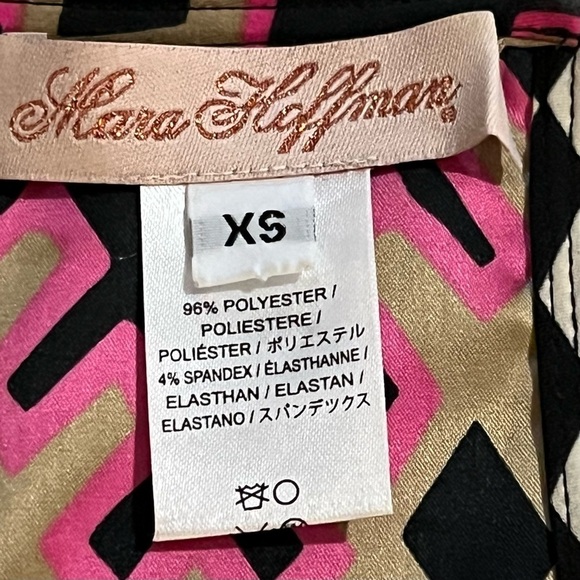 Mara Hoffman®
XS
96% POLYESTER /
POLIESTERE /
POLIÉSTER / ポリエステル
4% SPANDEX / ÉLASTHANNE /
ELASTHAN / ELASTAN /
ELASTANO / スパンデックス